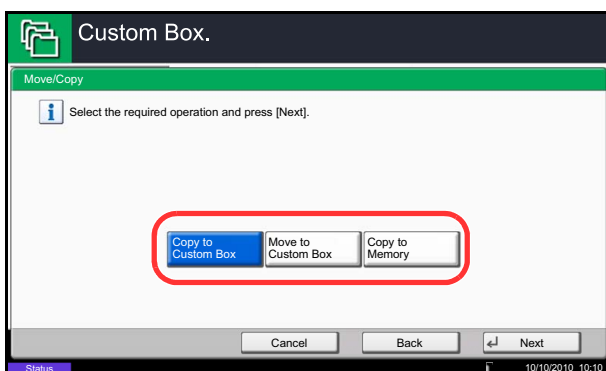 Custom Box.
Move/Copy
Select the required operation and press [Next].
Copy to
Custom Box
Move to
Custom Box
Copy to
Memory
Cancel
Back
Next
Status
10/10/2010 10:10